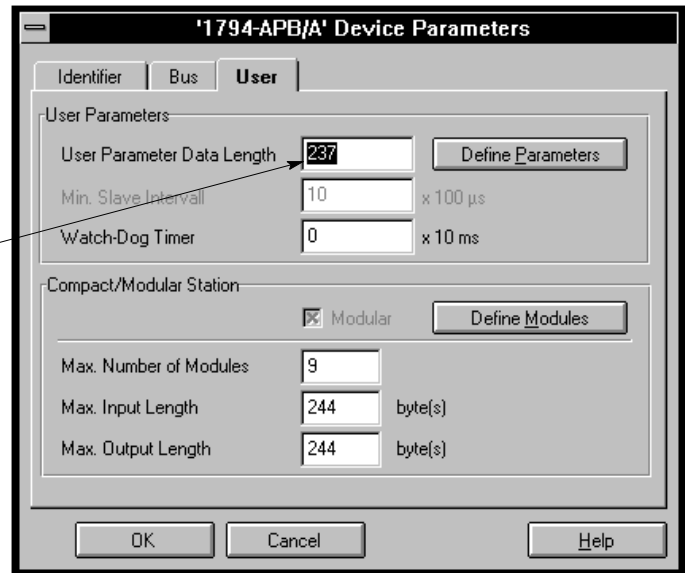 '1794-APB/A' Device Parameters
Identifier Bus User
User Parameters
User Parameter Data Length 237 Define Parameters
Min. Slave Intervall 10 x 100 µs
Watch-Dog Timer 0 x 10 ms
Compact/Modular Station
Modular Define Modules
Max. Number of Modules 9
Max. Input Length 244 byte(s)
Max. Output Length 244 byte(s)
OK Cancel Help